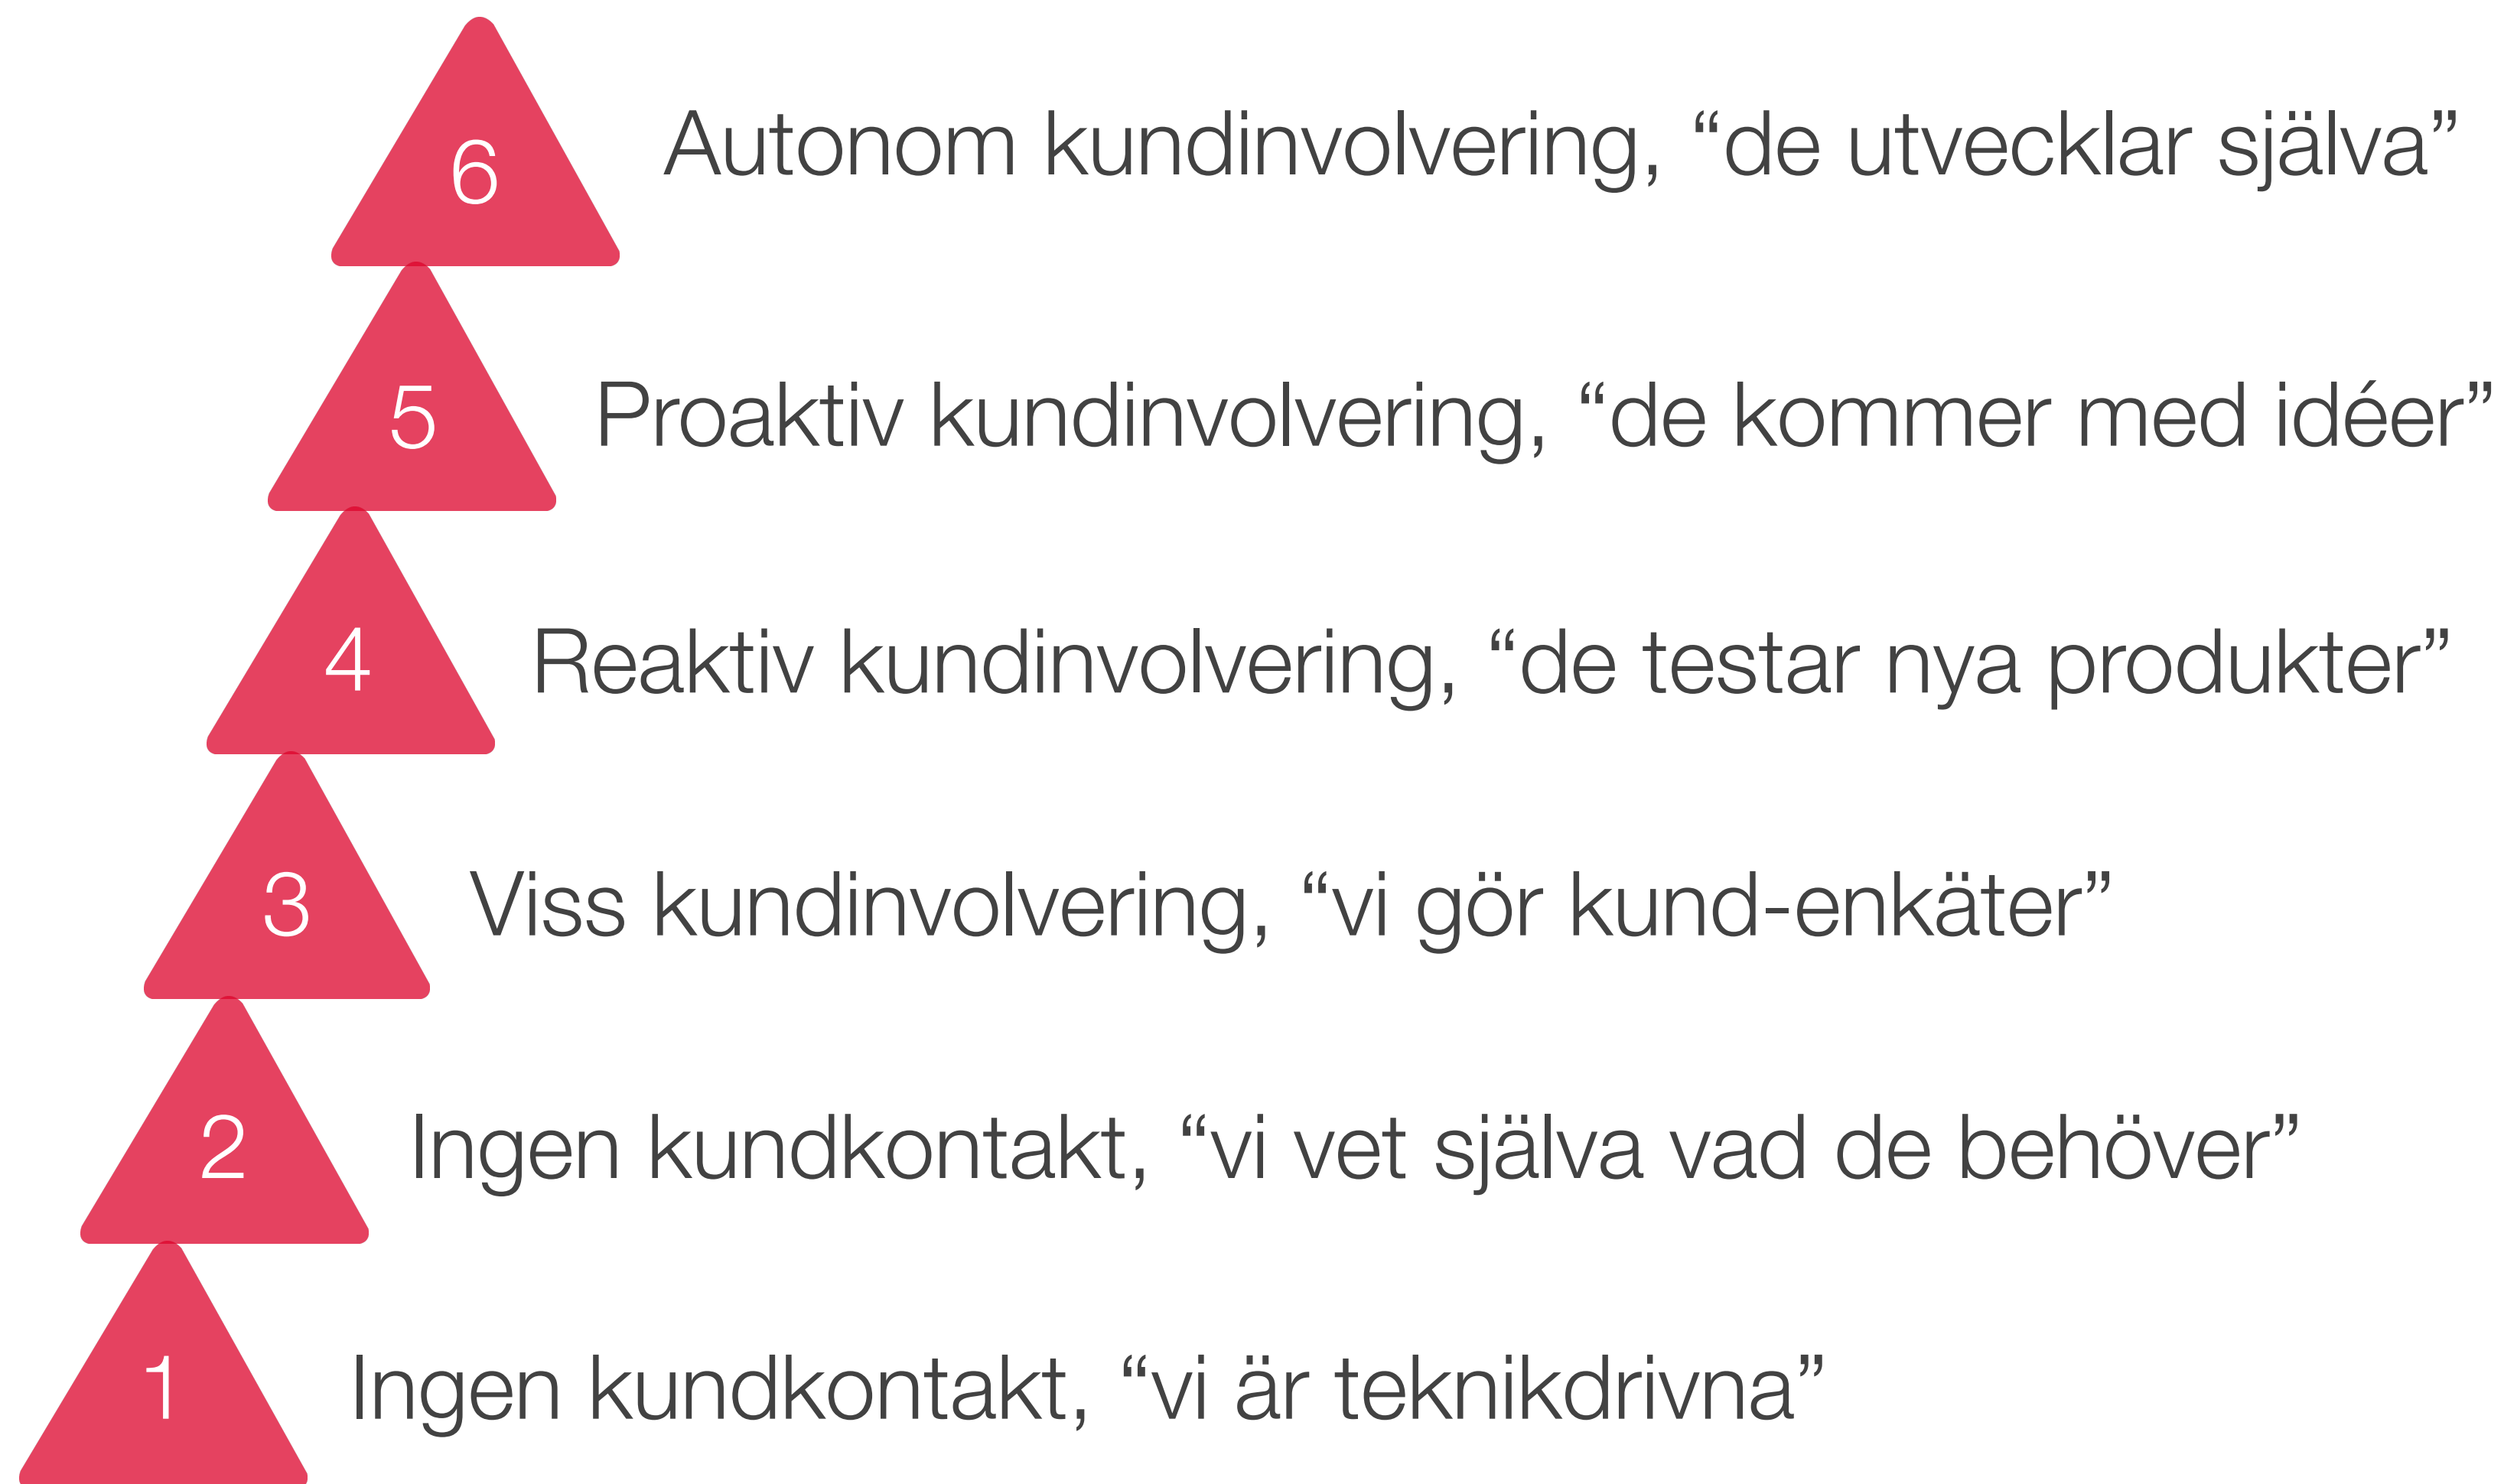 6 Autonom kundinvolvering, “de utvecklar själva”
5 Proaktiv kundinvolvering, “de kommer med idéer”
4 Reaktiv kundinvolvering, “de testar nya produkter”
3 Viss kundinvolvering, “vi gör kund-enkäter”
2 Ingen kundkontakt, “vi vet själva vad de behöver”
1 Ingen kundkontakt, “vi är teknikdrivna”